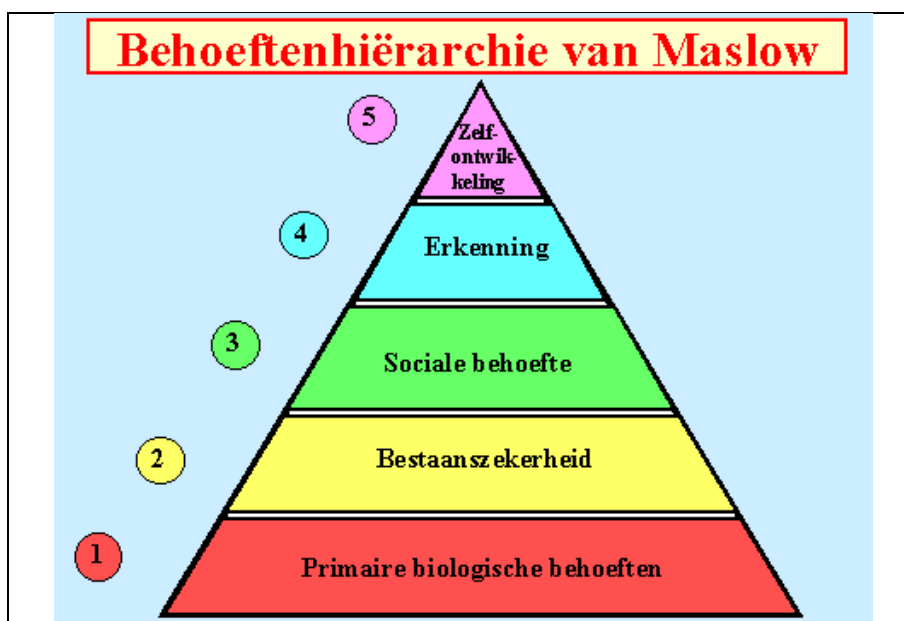 Behoeftenhiërarchie van Maslow
5
Zelf-
ontwik-
keling
4
Erkenning
3
Sociale behoefte
2
Bestaanszekerheid
1
Primaire biologische behoeften